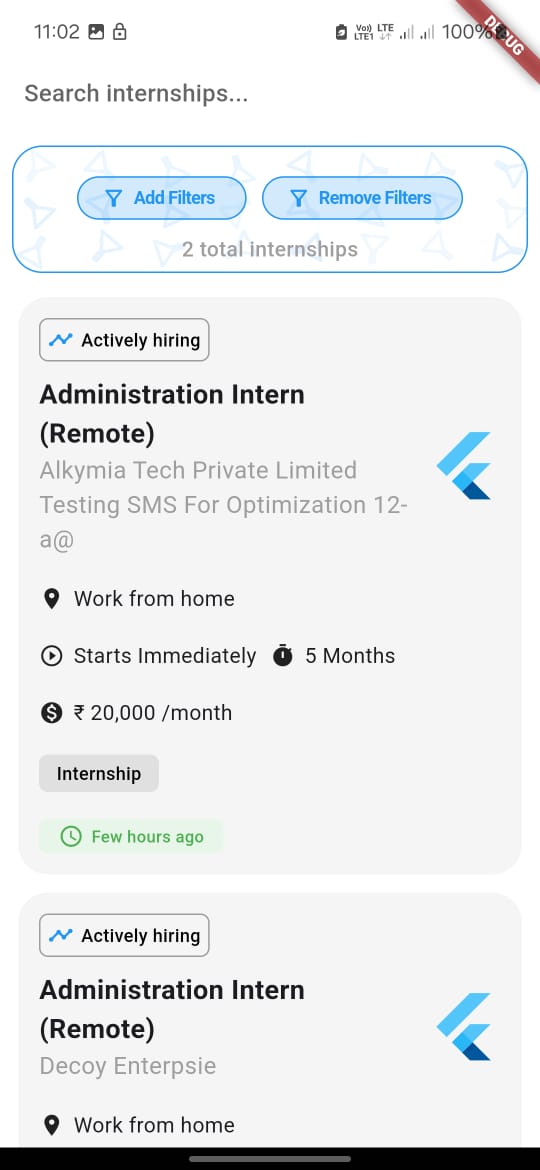 11:02
Vo) LTE
LTE1
100%
DEBUG
Search internships...
Add Filters
Remove Filters
2 total internships
Actively hiring
Administration Intern
(Remote)
Alkymia Tech Private Limited
Testing SMS For Optimization 12-
a@
Work from home
Starts Immediately
5 Months
₹ 20,000 /month
Internship
Few hours ago
Actively hiring
Administration Intern
(Remote)
Decoy Enterpsie
Work from home